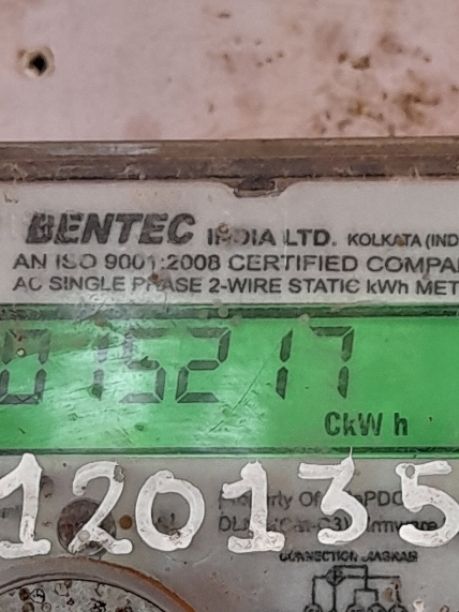 BENTEC INDIA LTD. KOLKATA (IND
AN ISO 9001:2008 CERTIFIED COMPA
AC SINGLE PHASE 2-WIRE STATIC kWh MET
015217
CkW h
120135
CONNECTION DIAGRAM